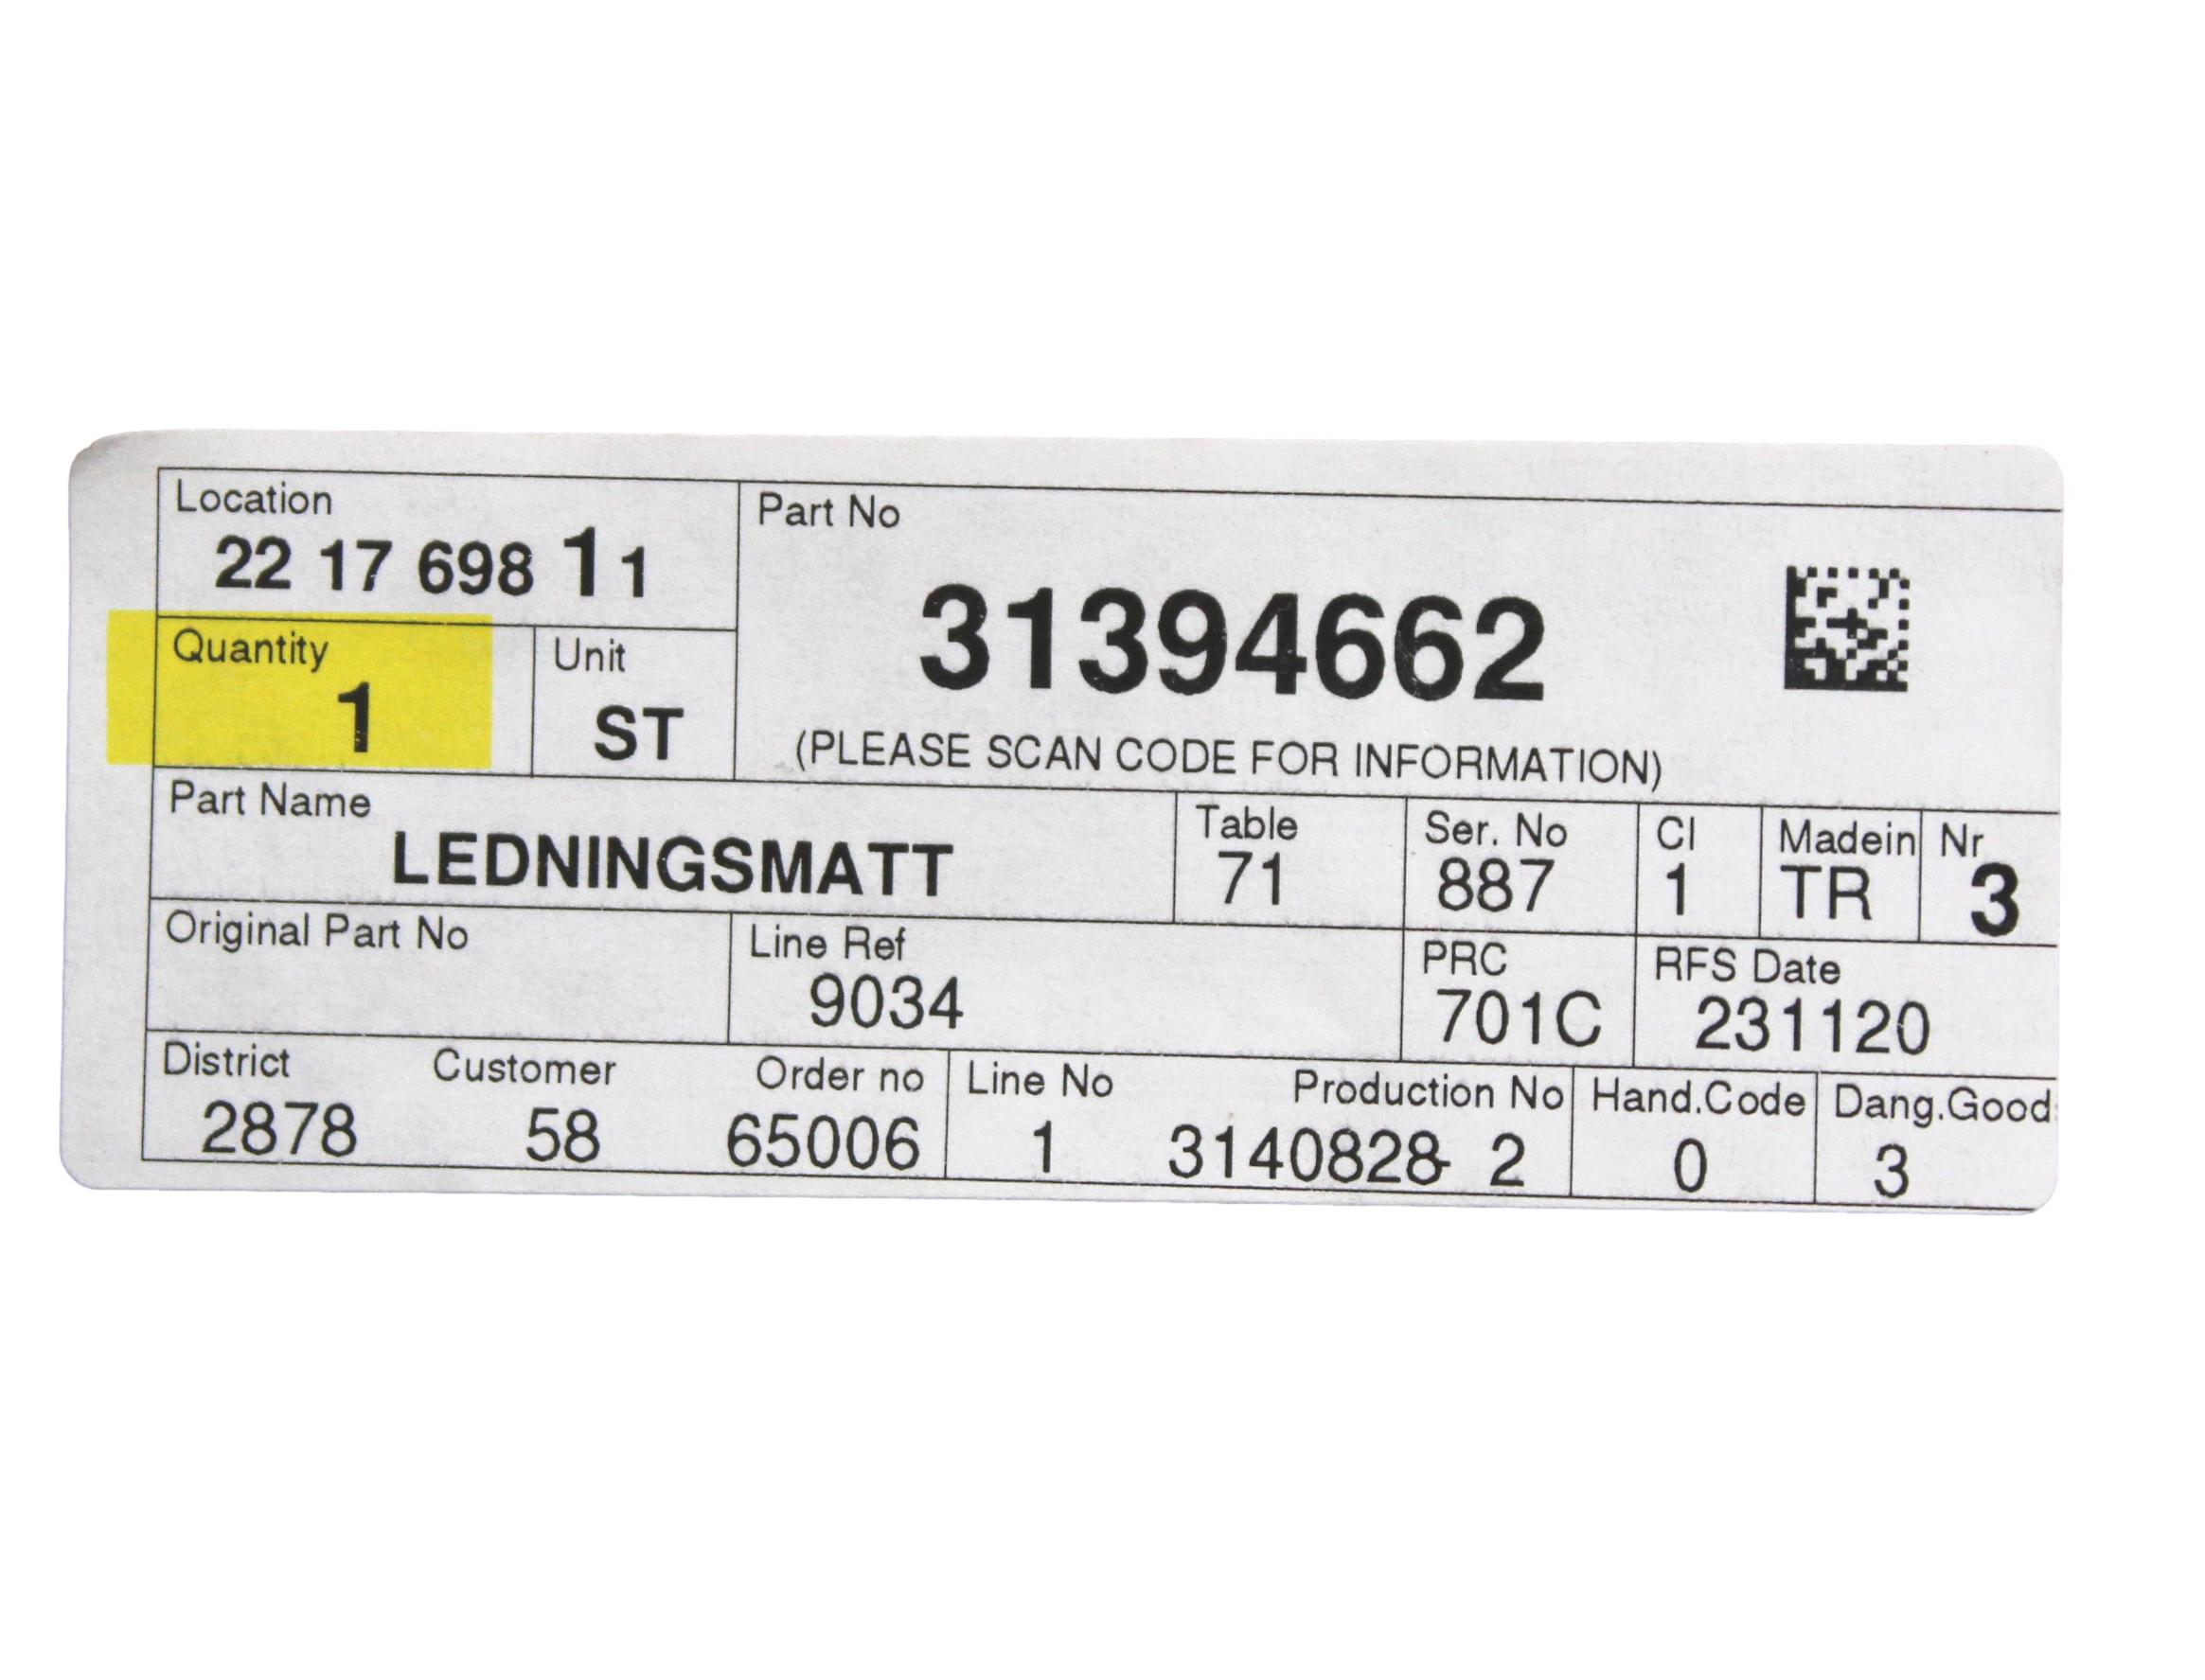 Location
22 17 698 1 1
Part No
31394662
(PLEASE SCAN CODE FOR INFORMATION)
Quantity
1
Unit
ST
Part Name
LEDNINGSMATT
Table
71
Ser. No
887
CI
1
Madein
TR
Nr
3
Original Part No
Line Ref
9034
PRC
701C
RFS Date
231120
District Customer Order no
2878 58 65006
Line No Production No
1 3140828- 2
Hand.Code
0
Dang.Good
3